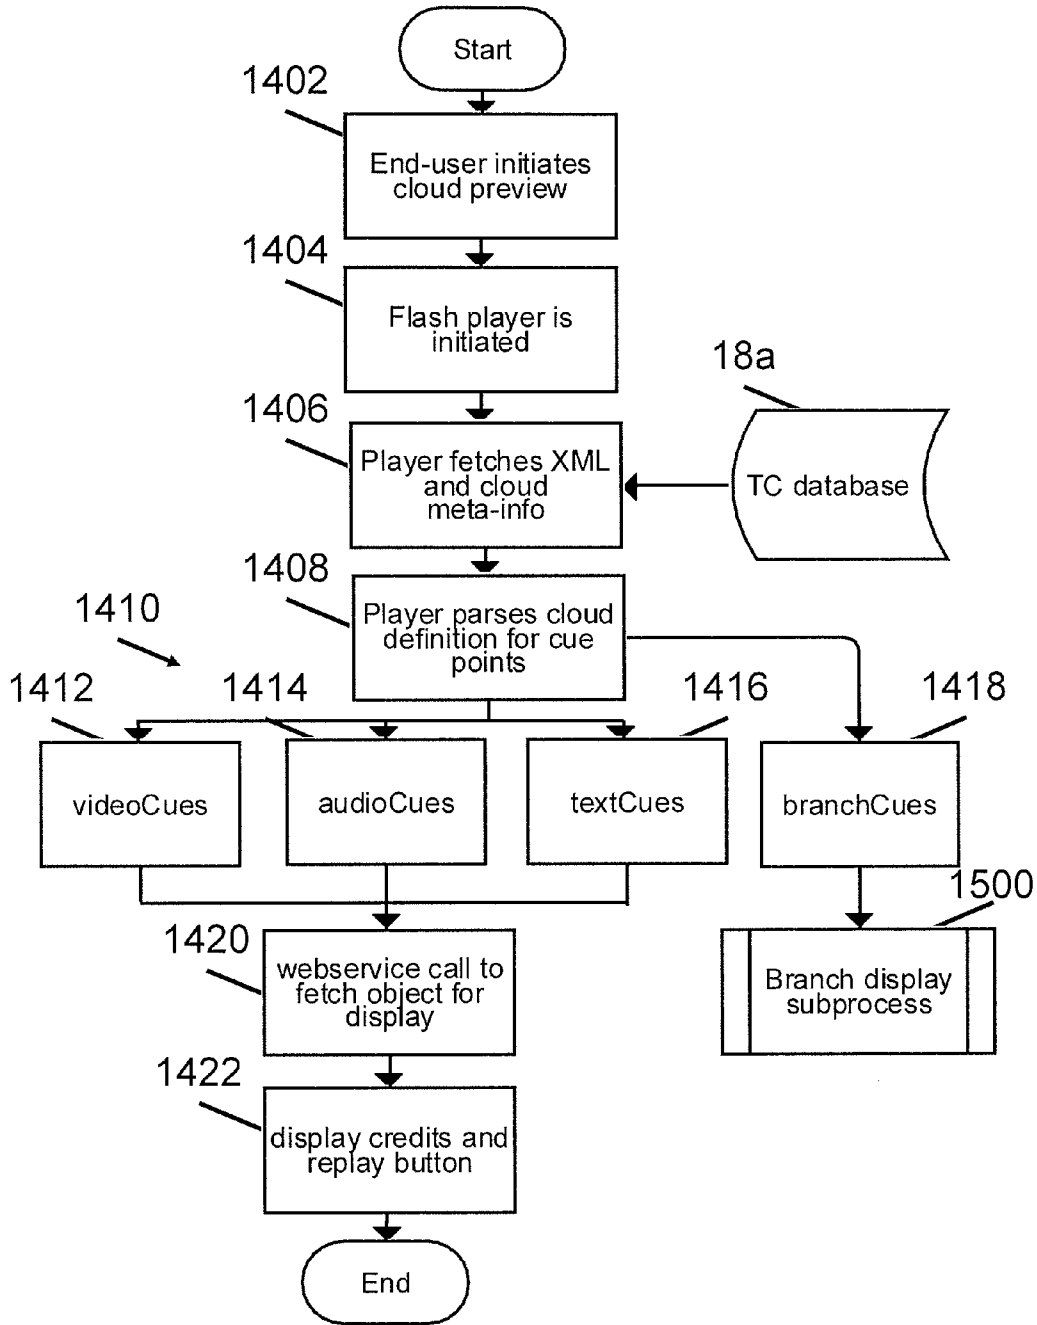 Start
1402
End-user initiates
cloud preview
1404
Flash player is
initiated
18a
1406
Player fetches XML
and cloud
meta-info
TC database
1408
Player parses cloud
definition for cue
points
1410
1412
1414
1416
1418
videoCues
audioCues
textCues
branchCues
1500
1420
webservice call to
fetch object for
display
Branch display
subprocess
1422
display credits and
replay button
End